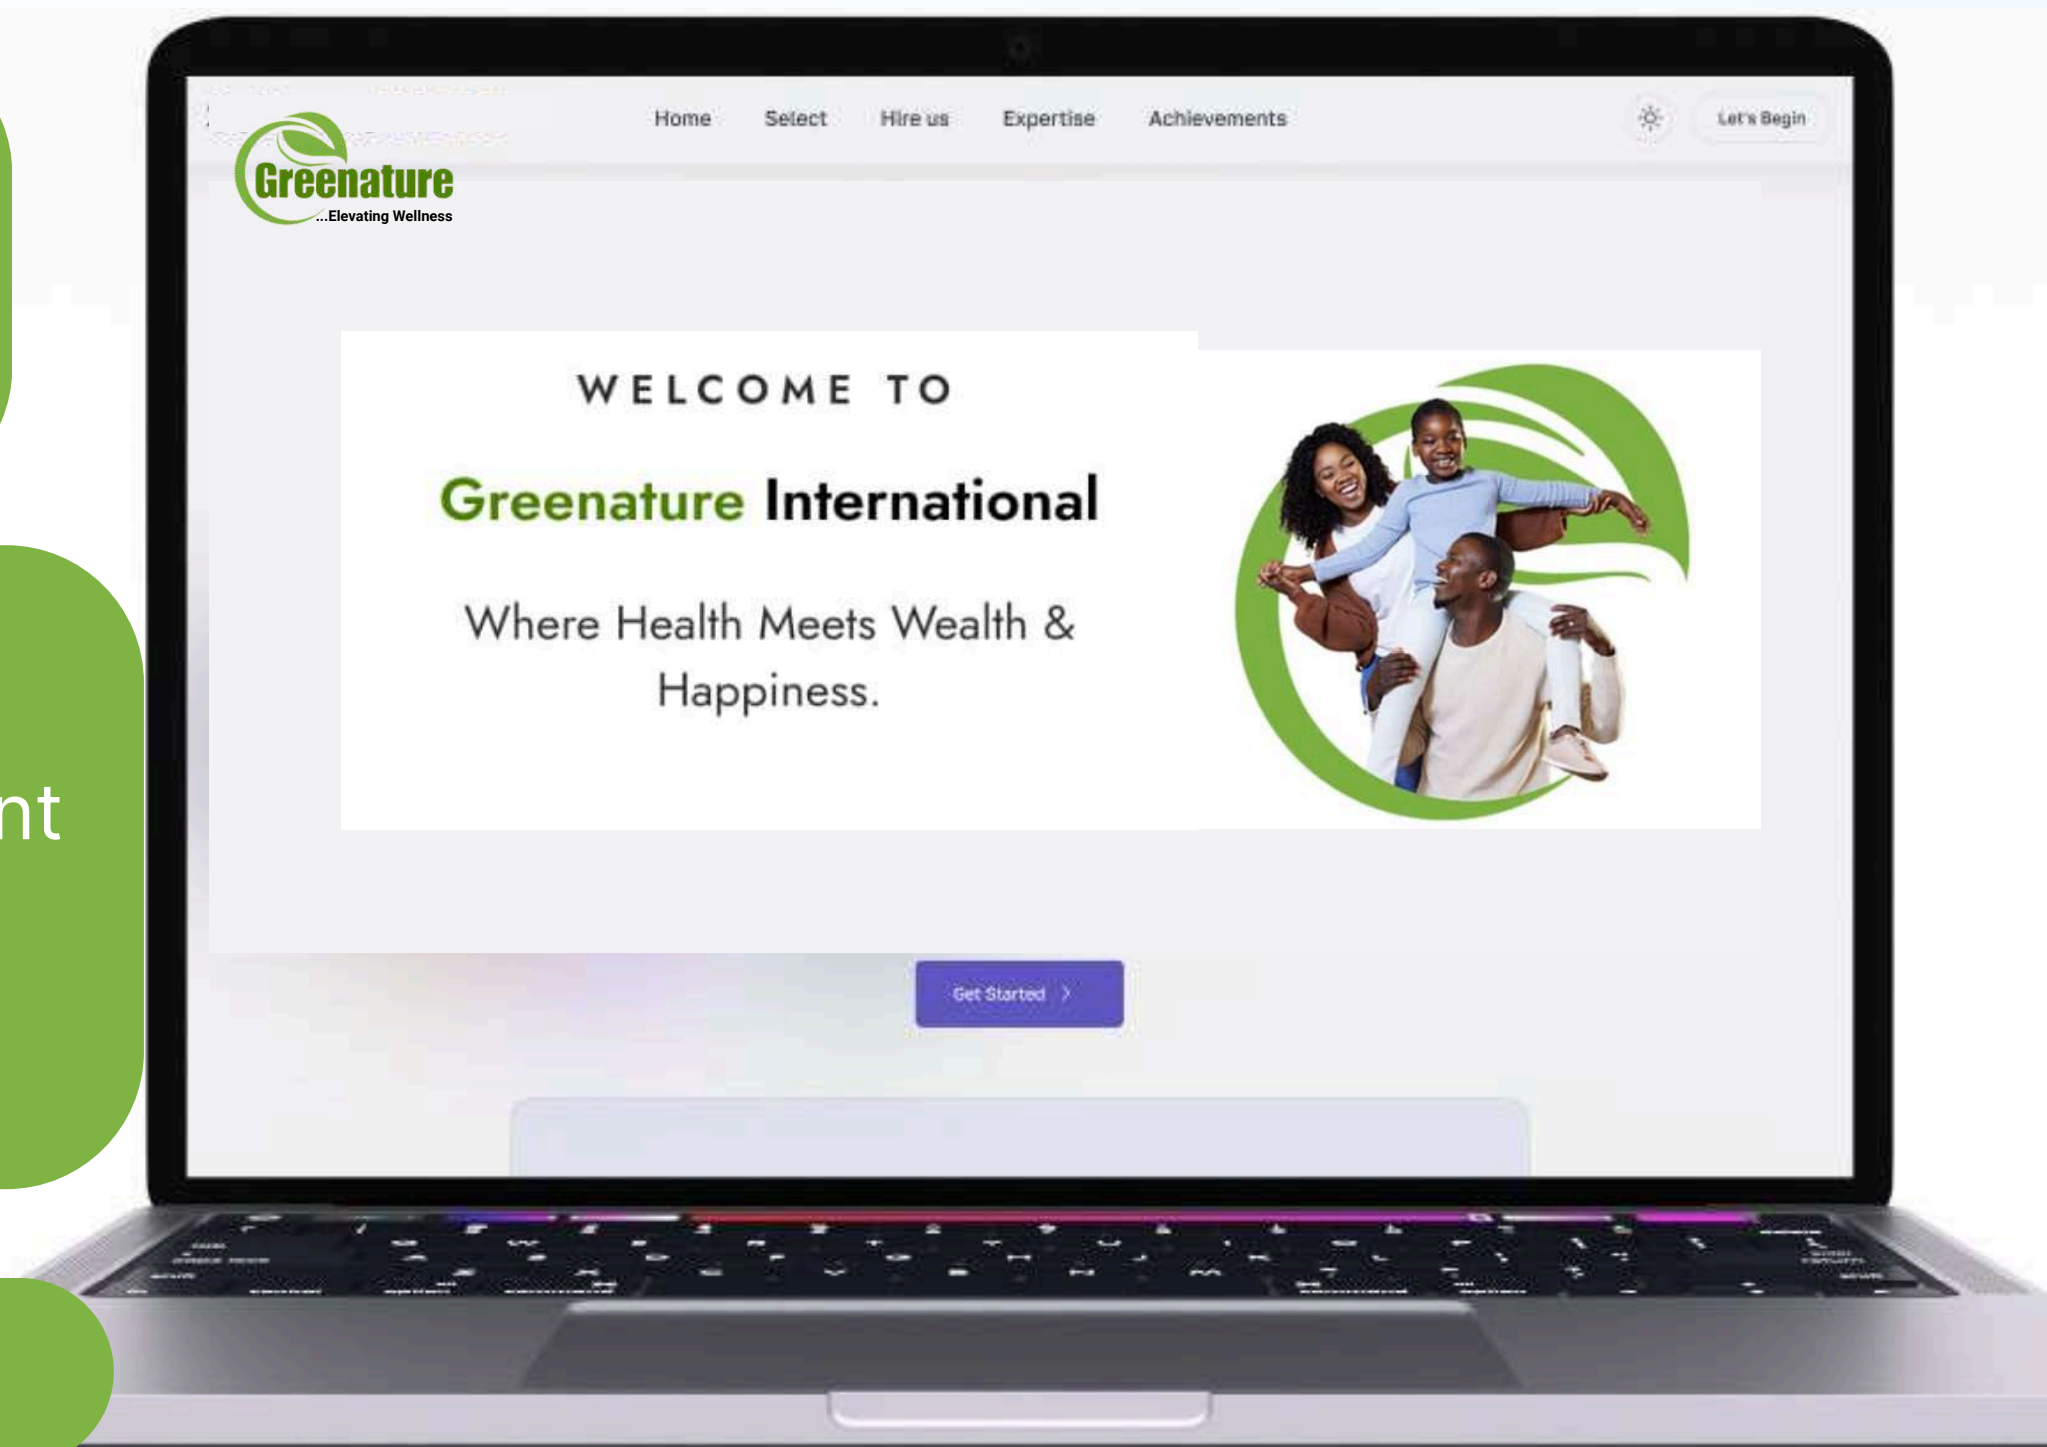 Home Select Hire us Expertise Achievements Let's Begin
Greenature
...Elevating Wellness
WELCOME TO
Greenature International
Where Health Meets Wealth &
Happiness.
nt
Get Started